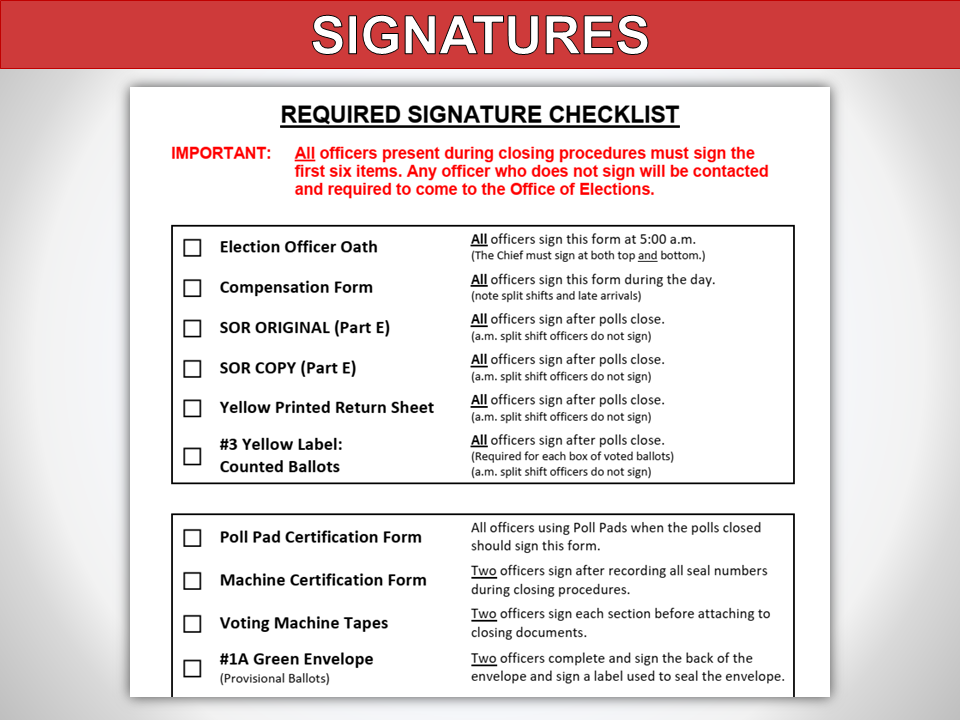 SIGNATURES
REQUIRED SIGNATURE CHECKLIST
IMPORTANT: All officers present during closing procedures must sign the
first six items. Any officer who does not sign will be contacted
and required to come to the Office of Elections.
Election Officer Oath
All officers sign this form at 5:00 a.m.
(The Chief must sign at both top and bottom.)
Compensation Form
All officers sign this form during the day.
(note split shifts and late arrivals)
SOR ORIGINAL (Part E)
All officers sign after polls close.
(a.m. split shift officers do not sign)
SOR COPY (Part E)
All officers sign after polls close.
(a.m. split shift officers do not sign)
Yellow Printed Return Sheet
All officers sign after polls close.
(a.m. split shift officers do not sign)
#3 Yellow Label:
Counted Ballots
All officers sign after polls close.
(Required for each box of voted ballots)
(a.m. split shift officers do not sign)
Poll Pad Certification Form
All officers using Poll Pads when the polls closed
should sign this form.
Machine Certification Form
Two officers sign after recording all seal numbers
during closing procedures.
Voting Machine Tapes
Two officers sign each section before attaching to
closing documents.
#1A Green Envelope
(Provisional Ballots)
Two officers complete and sign the back of the
envelope and sign a label used to seal the envelope.